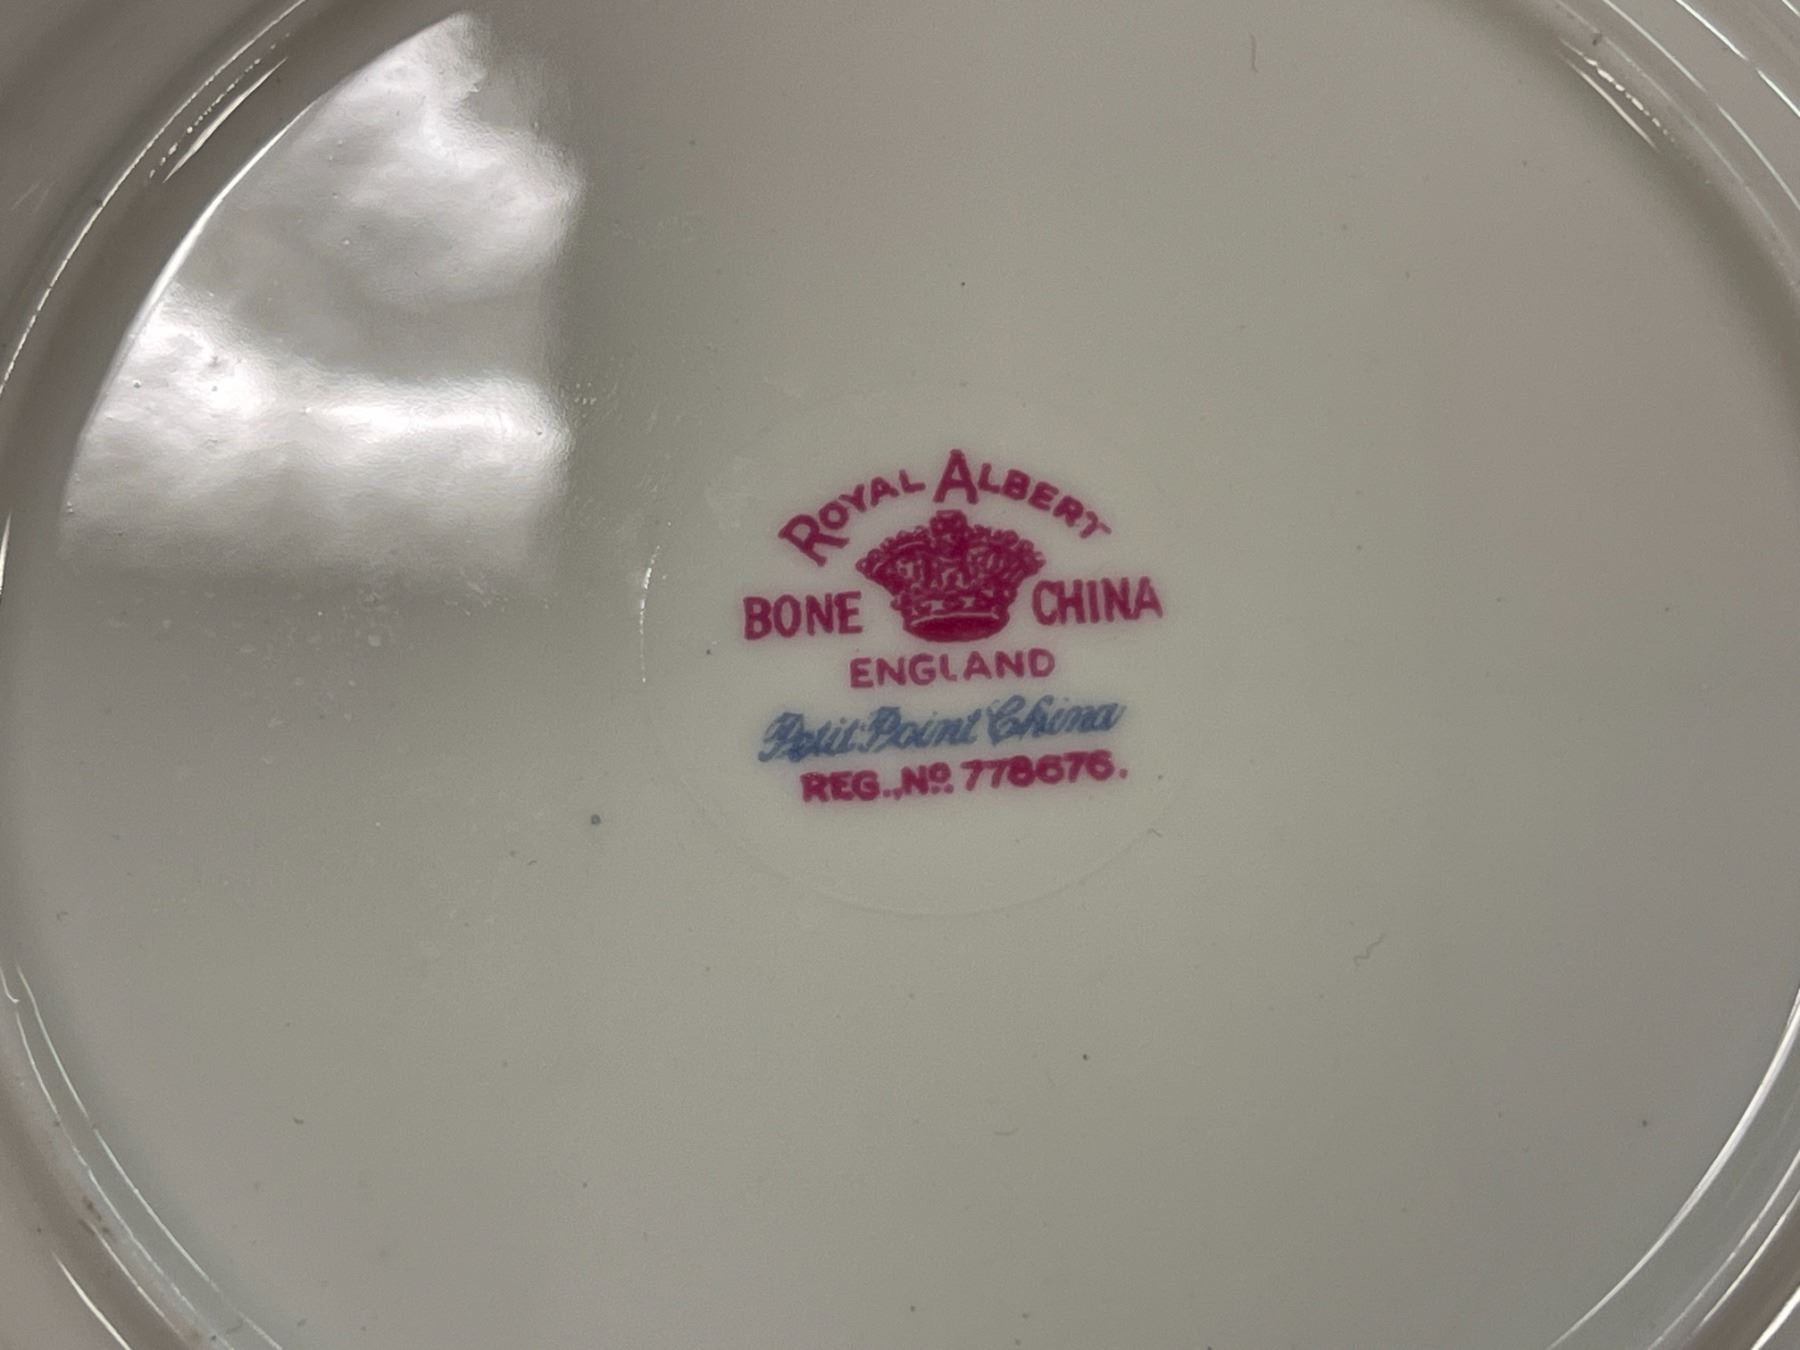 ROYAL ALBERT
BONE CHINA
ENGLAND
Petit Point China
REG., No. 778676.